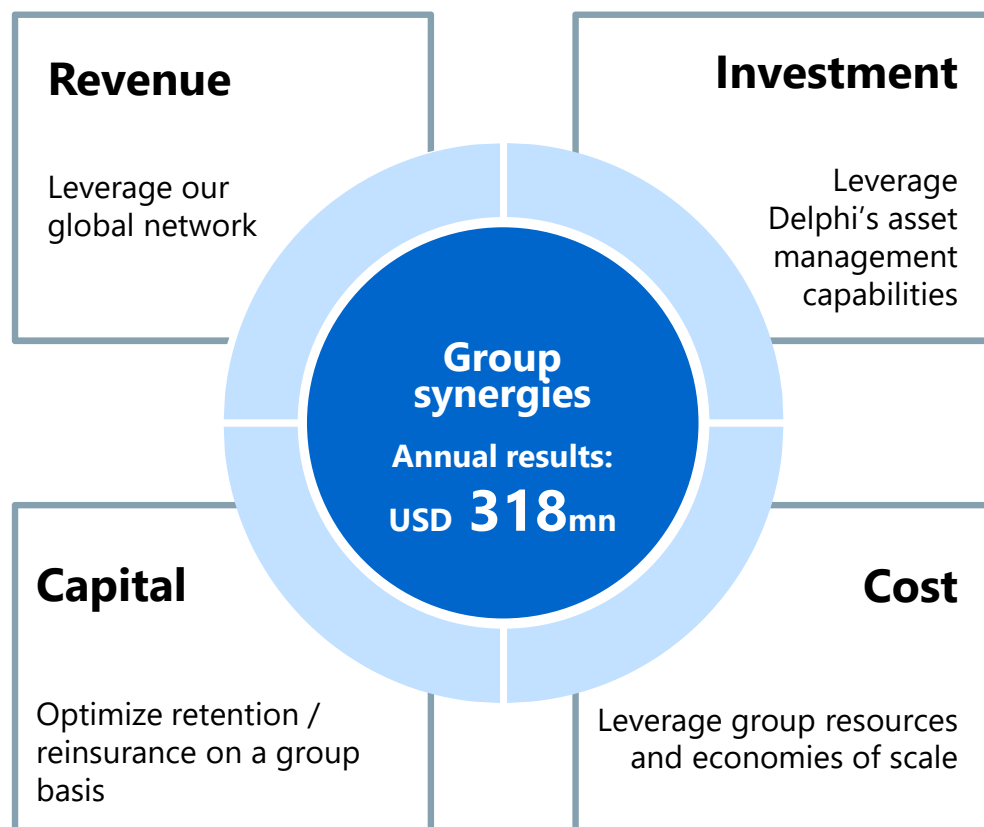 Revenue
Leverage our
global network
Investment
Leverage
Delphi’s asset
management
capabilities
Group
synergies
Annual results:
USD 318mn
Capital
Optimize retention /
reinsurance on a group
basis
Cost
Leverage group resources
and economies of scale